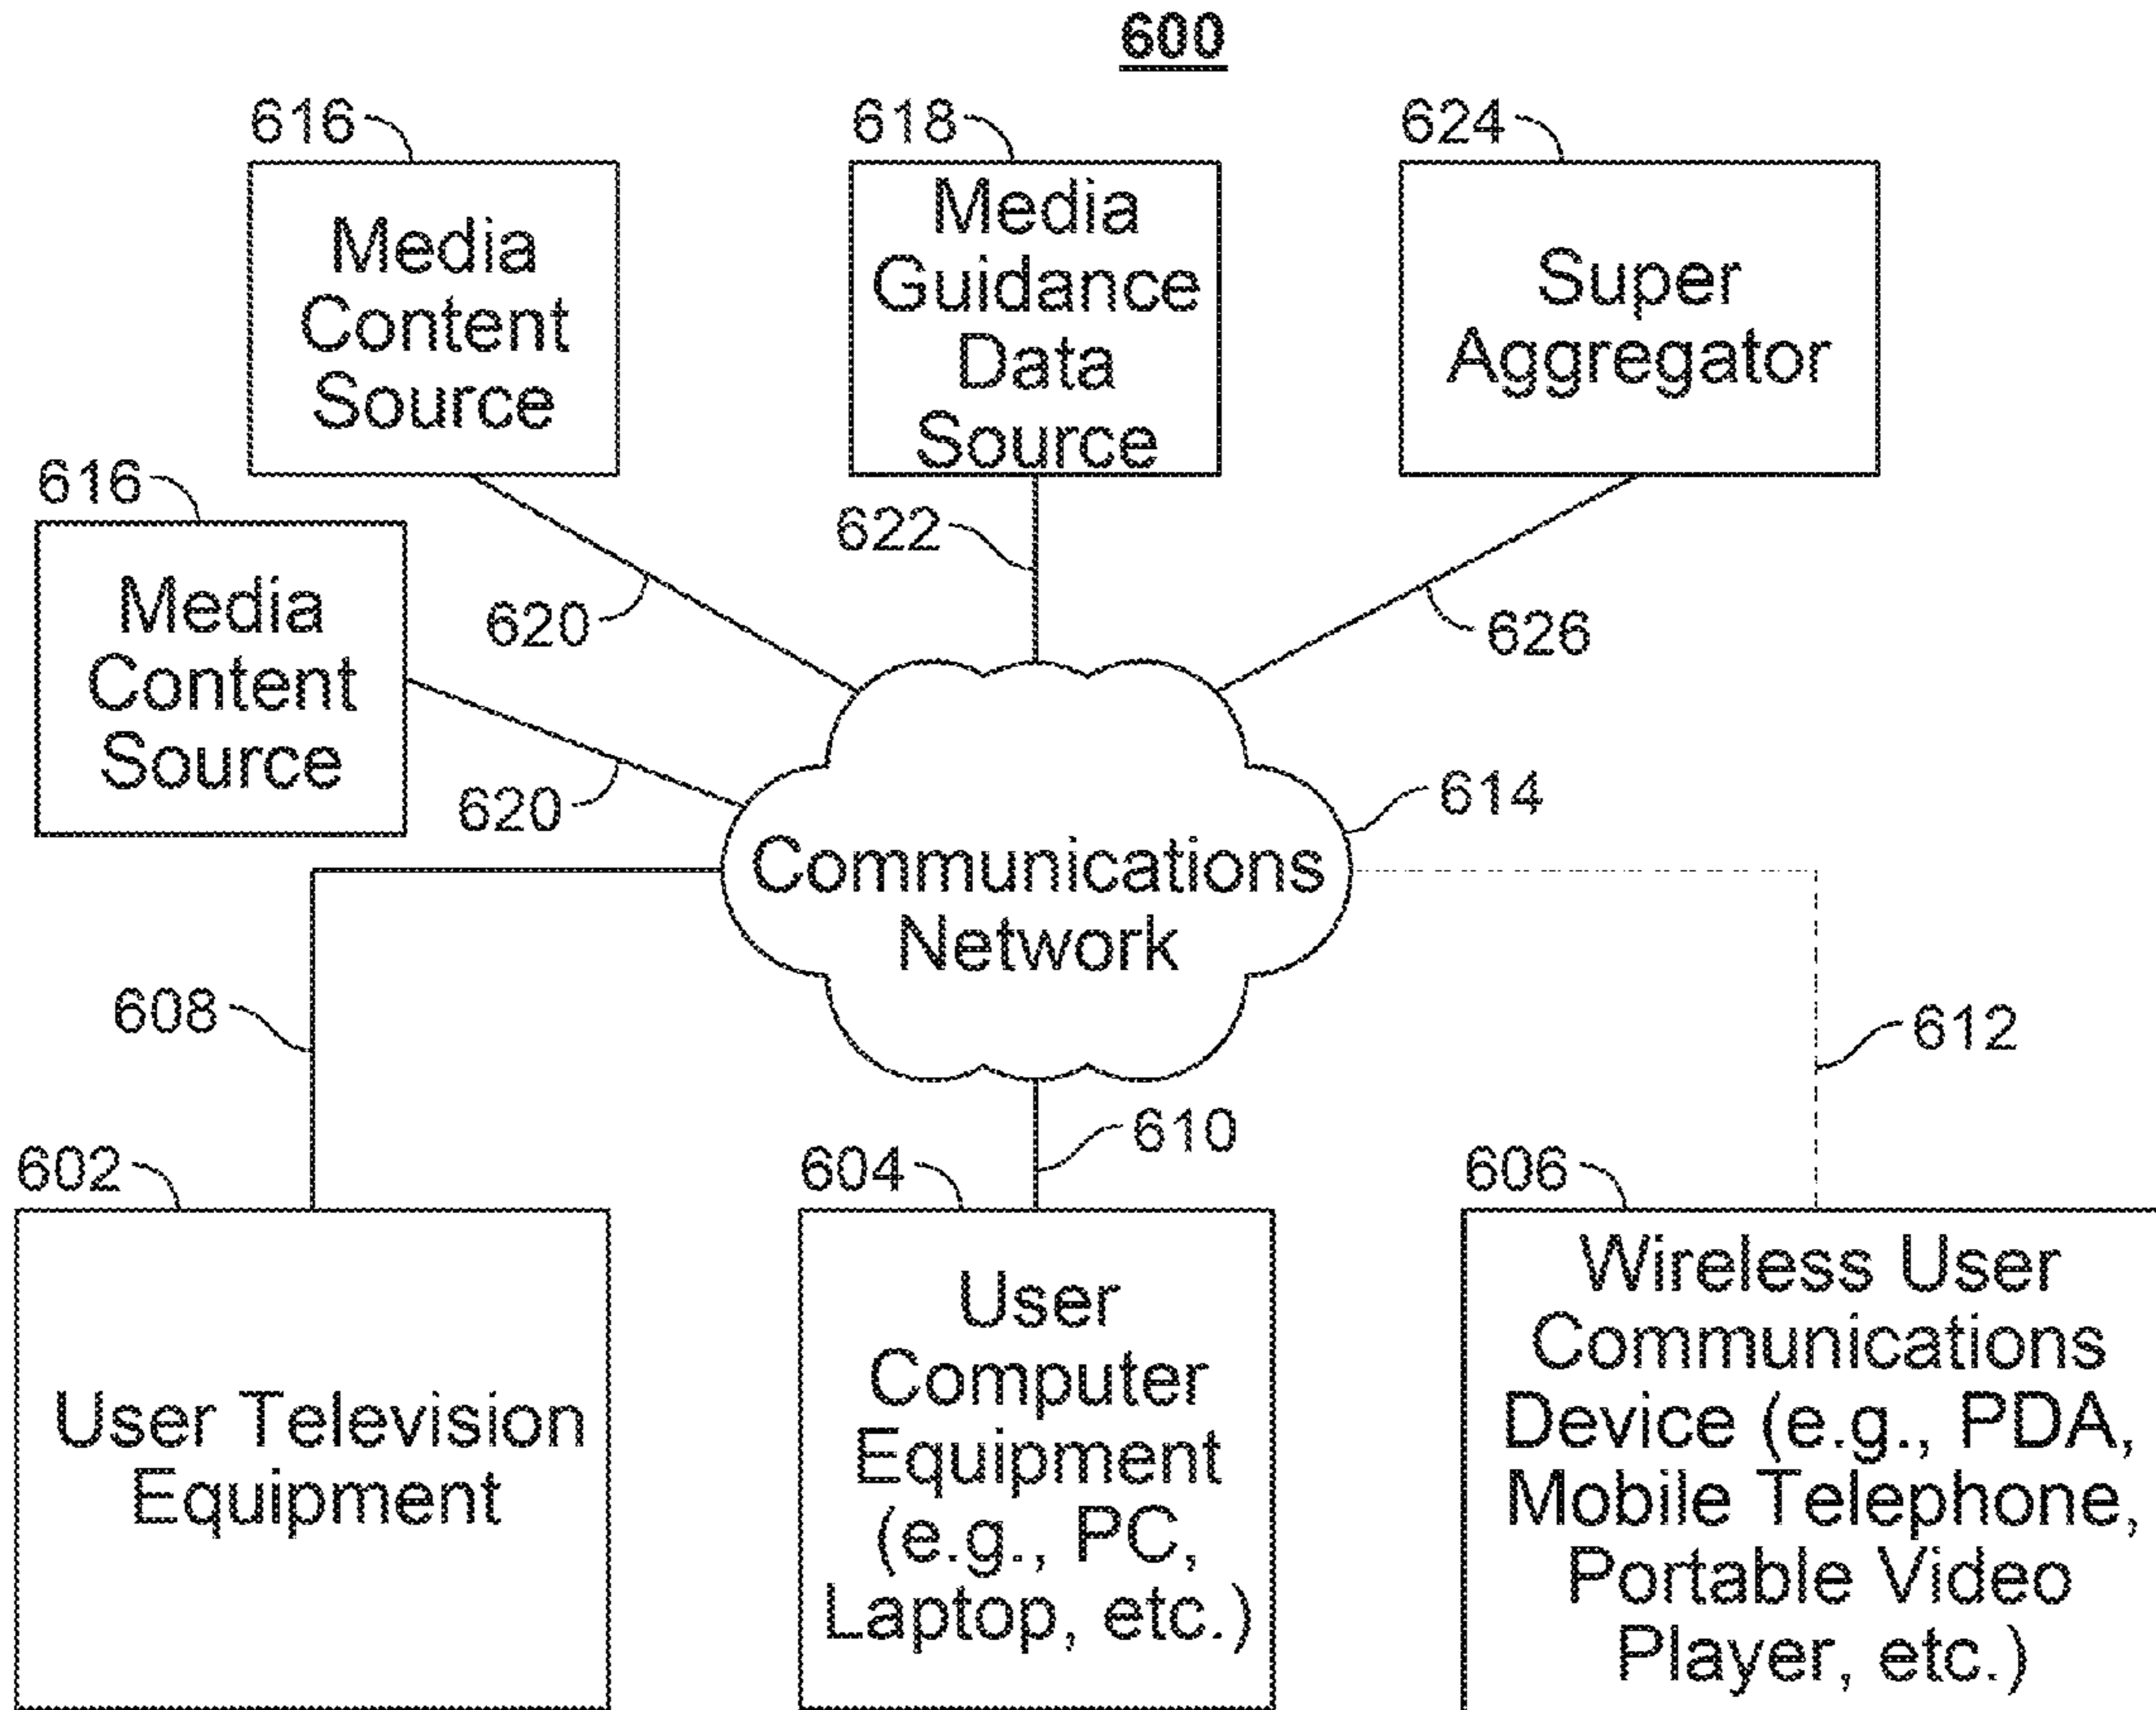 600
616
618
624
Media
Content
Source
Media
Guidance
Data
Source
Super
Aggregator
616
Media
Content
Source
622
620
626
620
614
Communications
Network
608
612
610
602
604
606
User Television
Equipment
User
Computer
Equipment
(e.g., PC,
Laptop, etc.)
Wireless User
Communications
Device (e.g., PDA,
Mobile Telephone,
Portable Video
Player, etc.)